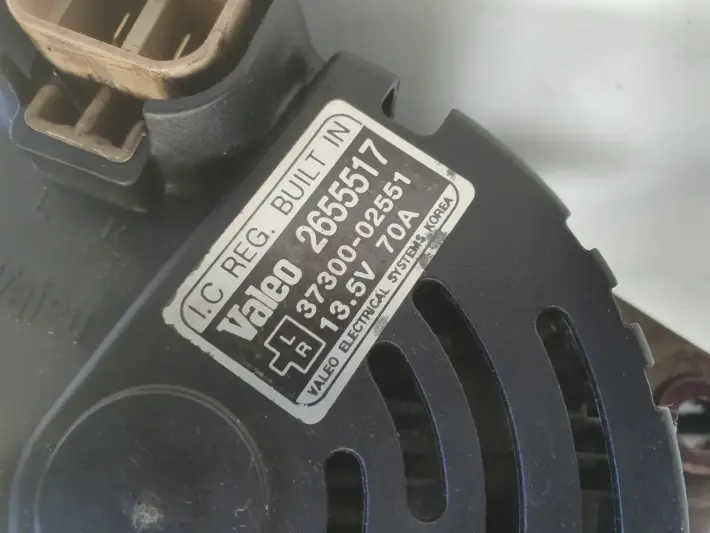 I.C REG. BUILT IN
Valeo 2655517
L
R
37300-02551
13.5V 70A
VALEO ELECTRICAL SYSTEMS KOREA